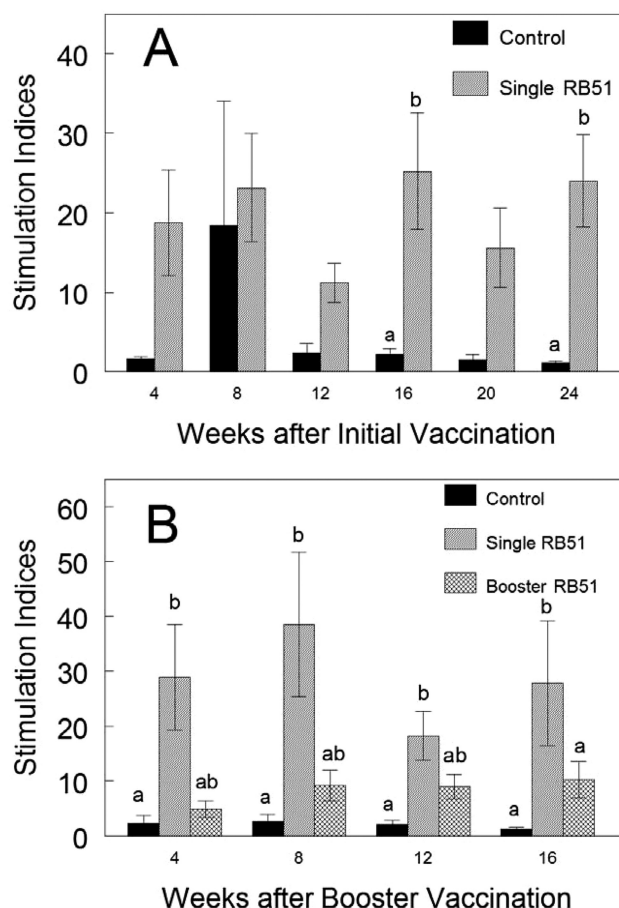 A
Control
Single RB51
40
30
20
10
0
Stimulation Indices
b
b
a
a
4 8 12 16 20 24
Weeks after Initial Vaccination
B
Control
Single RB51
Booster RB51
60
50
40
30
20
10
0
Stimulation Indices
a b ab
a b ab
a b ab
a b a
4 8 12 16
Weeks after Booster Vaccination